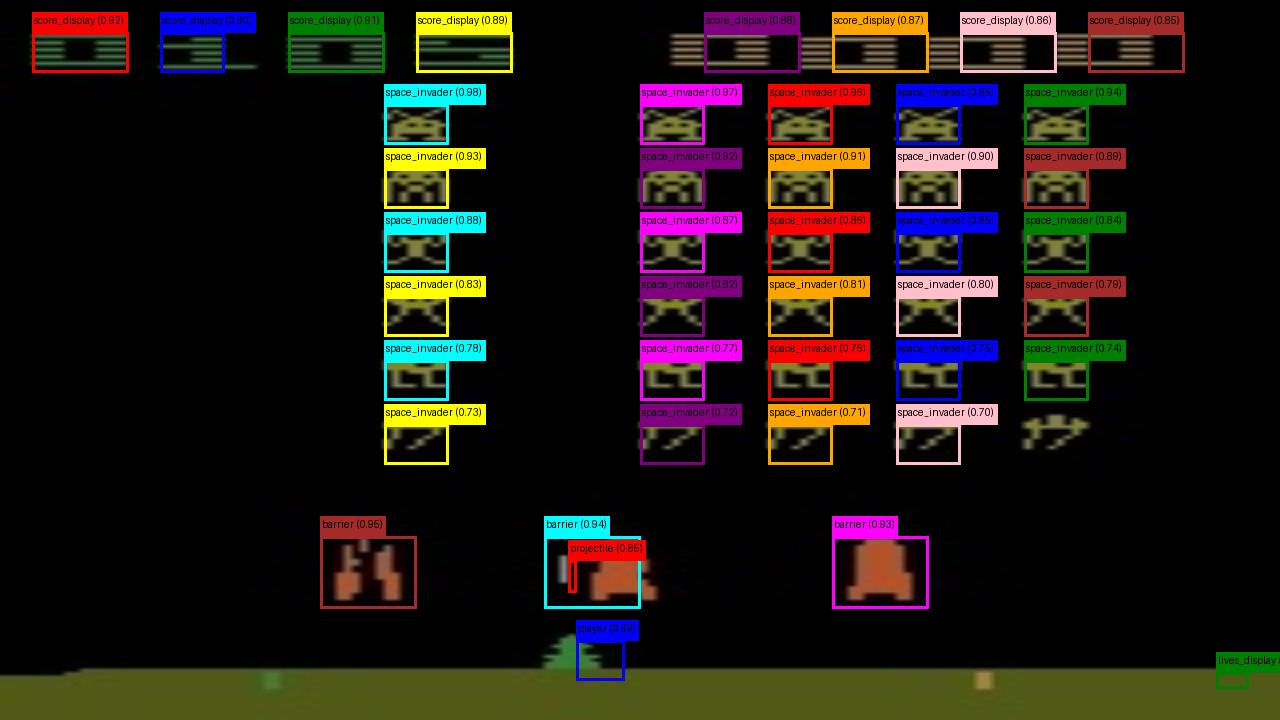 score_display (0.92) score_display (0.90) score_display (0.91) score_display (0.89) score_display (0.88) score_display (0.87) score_display (0.86) score_display (0.85)
space_invader (0.98) space_invader (0.97) space_invader (0.96) space_invader (0.95) space_invader (0.94)
space_invader (0.93) space_invader (0.92) space_invader (0.91) space_invader (0.90) space_invader (0.89)
space_invader (0.88) space_invader (0.87) space_invader (0.86) space_invader (0.85) space_invader (0.84)
space_invader (0.83) space_invader (0.82) space_invader (0.81) space_invader (0.80) space_invader (0.79)
space_invader (0.78) space_invader (0.77) space_invader (0.76) space_invader (0.75) space_invader (0.74)
space_invader (0.73) space_invader (0.72) space_invader (0.71) space_invader (0.70)
barrier (0.95) barrier (0.94) barrier (0.93)
projectile (0.85)
player (0.99)
lives_display